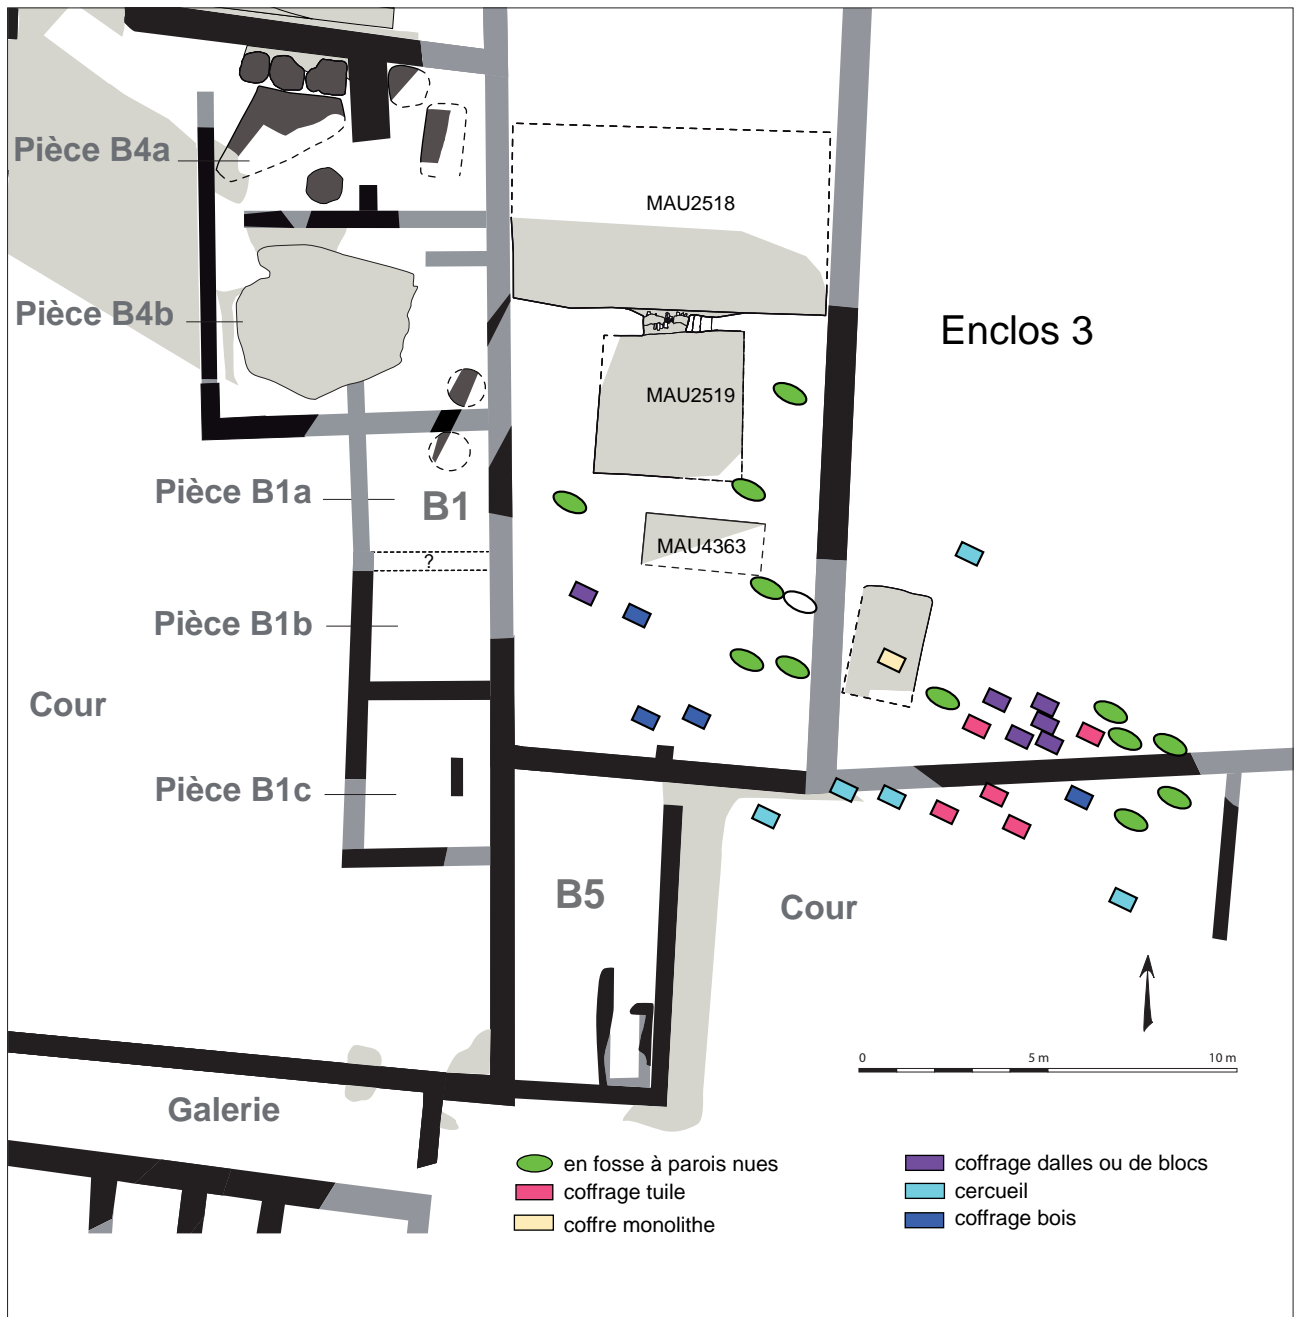 Pièce B4a
MAU2518
Pièce B4b
Enclos 3
MAU2519
Pièce B1a
B1
MAU4363
?
Pièce B1b
Cour
Pièce B1c
B5
Cour
0 5 m 10 m
Galerie
en fosse à parois nues
coffrage tuile
coffre monolithe
coffrage dalles ou de blocs
cercueil
coffrage bois